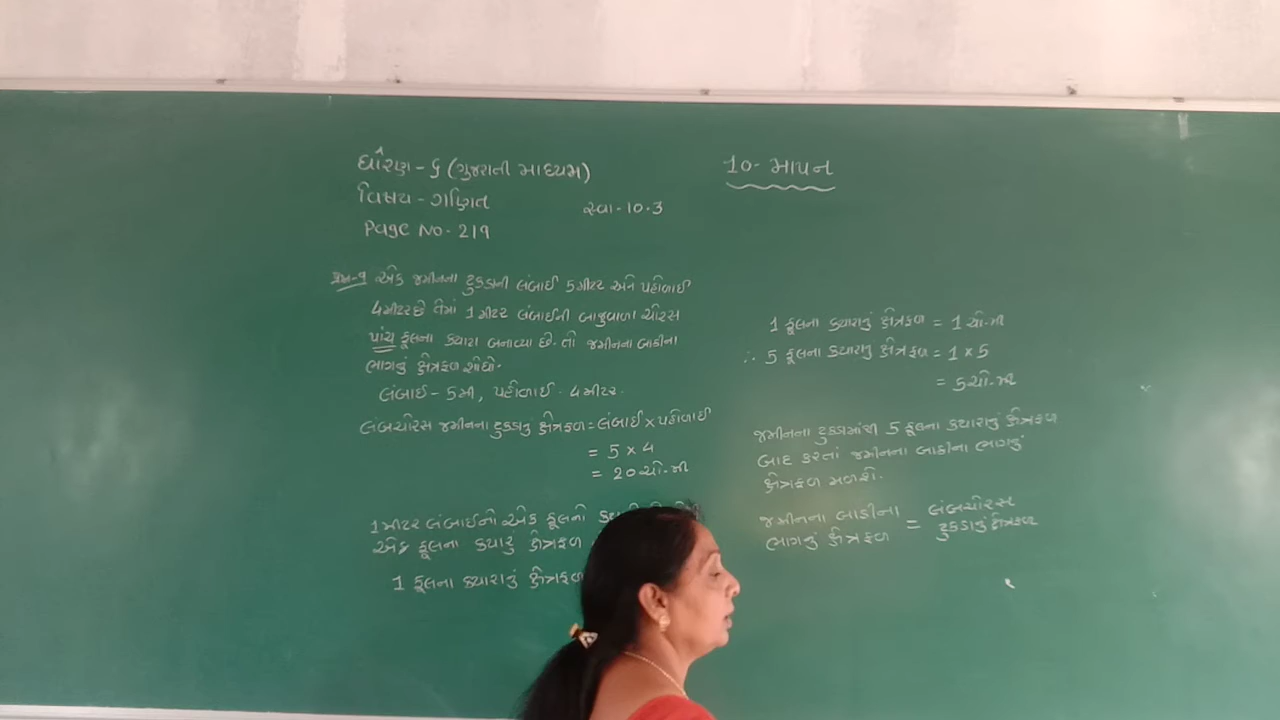 ધોરણ - ૬ (ગુજરાતી માધ્યમ)
વિષય - ગણિત
Page No - 219
10 - માપન
સ્વા - 10.3
પ્રશ્ન-૧ એક જમીનના ટુકડાની લંબાઈ 5 મીટર અને પહોળાઈ
4 મીટર છે તેમાં 1 મીટર લંબાઈની બાજુવાળા ચોરસ
પાંચ ફૂલના ક્યારા બનાવ્યા છે. તો જમીનના બાકીના
ભાગનું ક્ષેત્રફળ શોધો.
લંબાઈ - 5 મી, પહોળાઈ - 4 મીટર.
લંબચોરસ જમીનના ટુકડાનું ક્ષેત્રફળ = લંબાઈ × પહોળાઈ
= 5 × 4
= 20 ચો.મી
1 મીટર લંબાઈનો એક ફૂલનો
એક ફૂલના ક્યારાનું ક્ષેત્રફળ
1 ફૂલના ક્યારાનું ક્ષેત્રફળ
1 ફૂલના ક્યારાનું ક્ષેત્રફળ = 1 ચો.મી
∴ 5 ફૂલના ક્યારાનું ક્ષેત્રફળ = 1 × 5
= 5 ચો.મી
જમીનના ટુકડામાંથી 5 ફૂલના ક્યારાનું ક્ષેત્રફળ
બાદ કરતાં જમીનના બાકીના ભાગનું
ક્ષેત્રફળ મળશે.
જમીનના બાકીના ભાગનું ક્ષેત્રફળ = લંબચોરસ ટુકડાનું ક્ષેત્રફળ